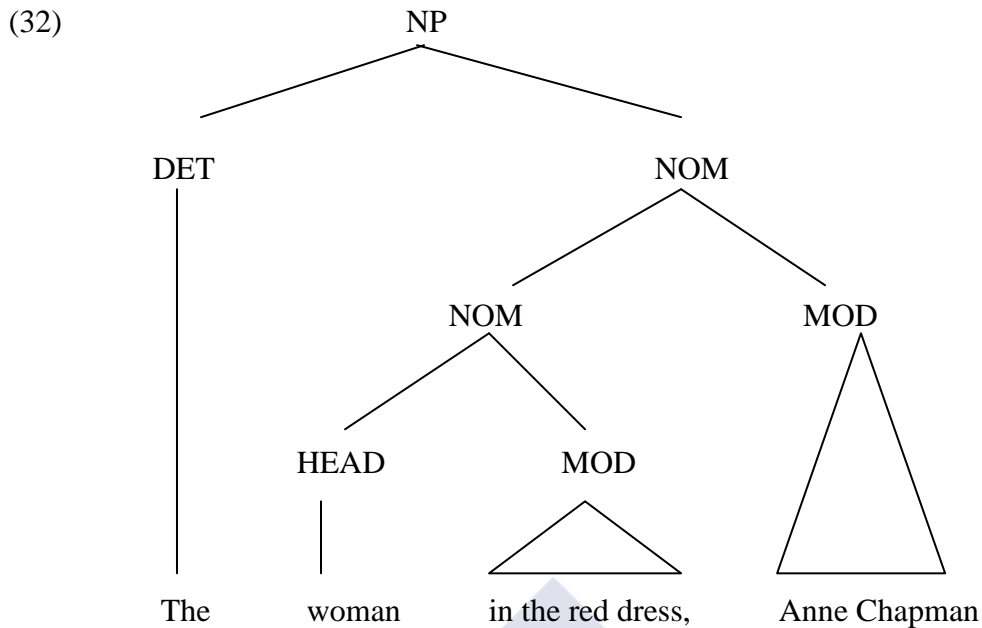 (32) NP
DET NOM
NOM MOD
HEAD MOD
The woman in the red dress, Anne Chapman